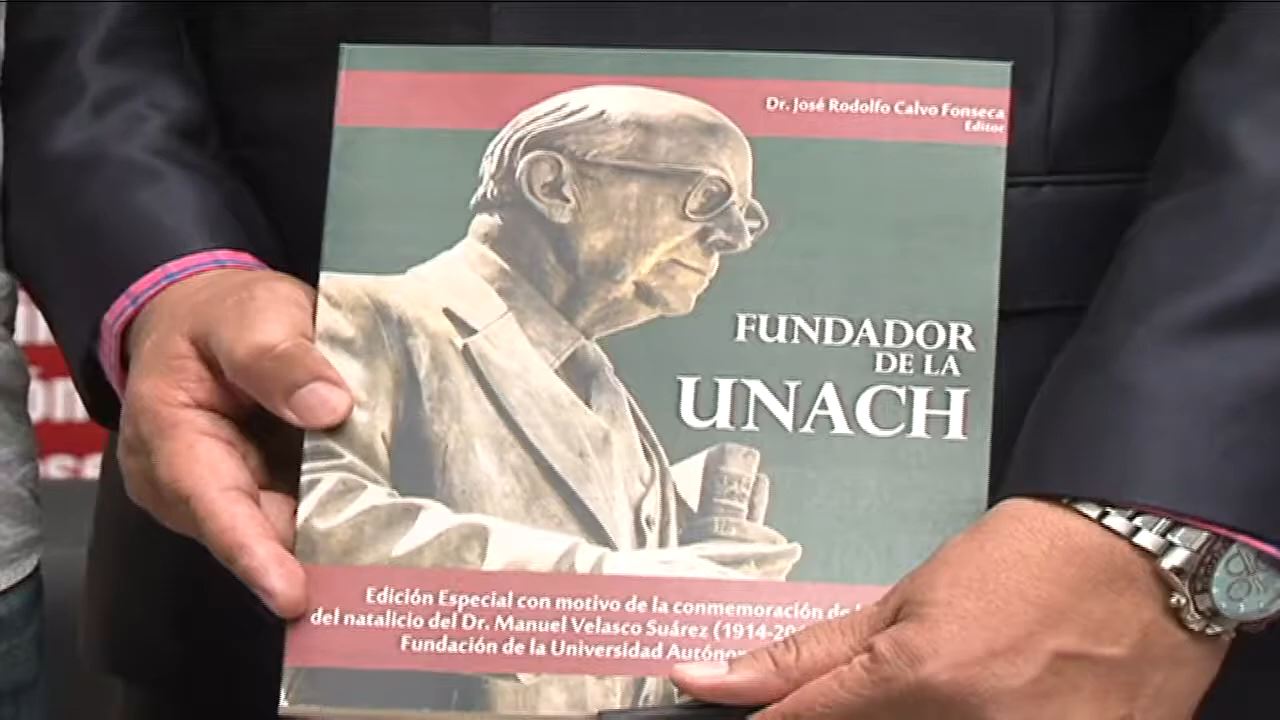 Dr. José Rodolfo Calvo Fonseca
Editor
FUNDADOR
DE LA
UNACH
Edición Especial con motivo de la conmemoración de
del natalicio del Dr. Manuel Velasco Suárez (1914-20
Fundación de la Universidad